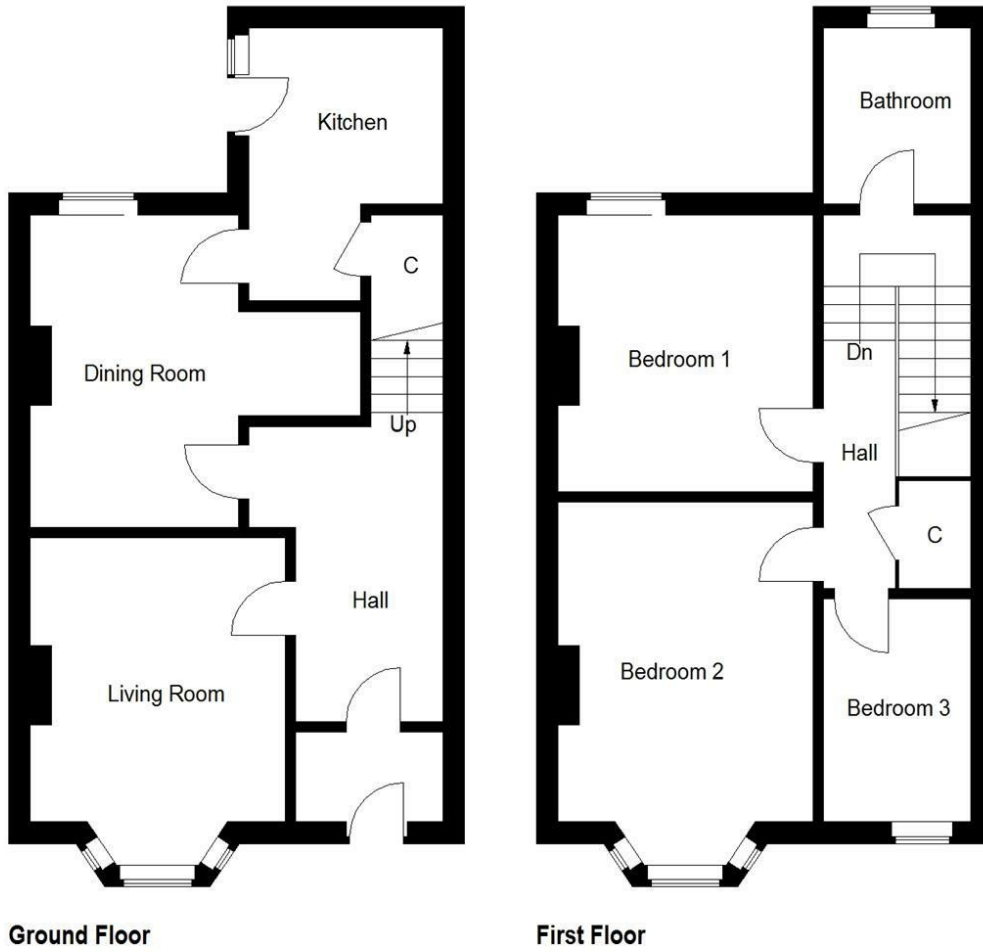 Kitchen
C
Dining Room
Up
Hall
Living Room
Ground Floor
Bathroom
Bedroom 1
Dn
Hall
C
Bedroom 2
Bedroom 3
First Floor